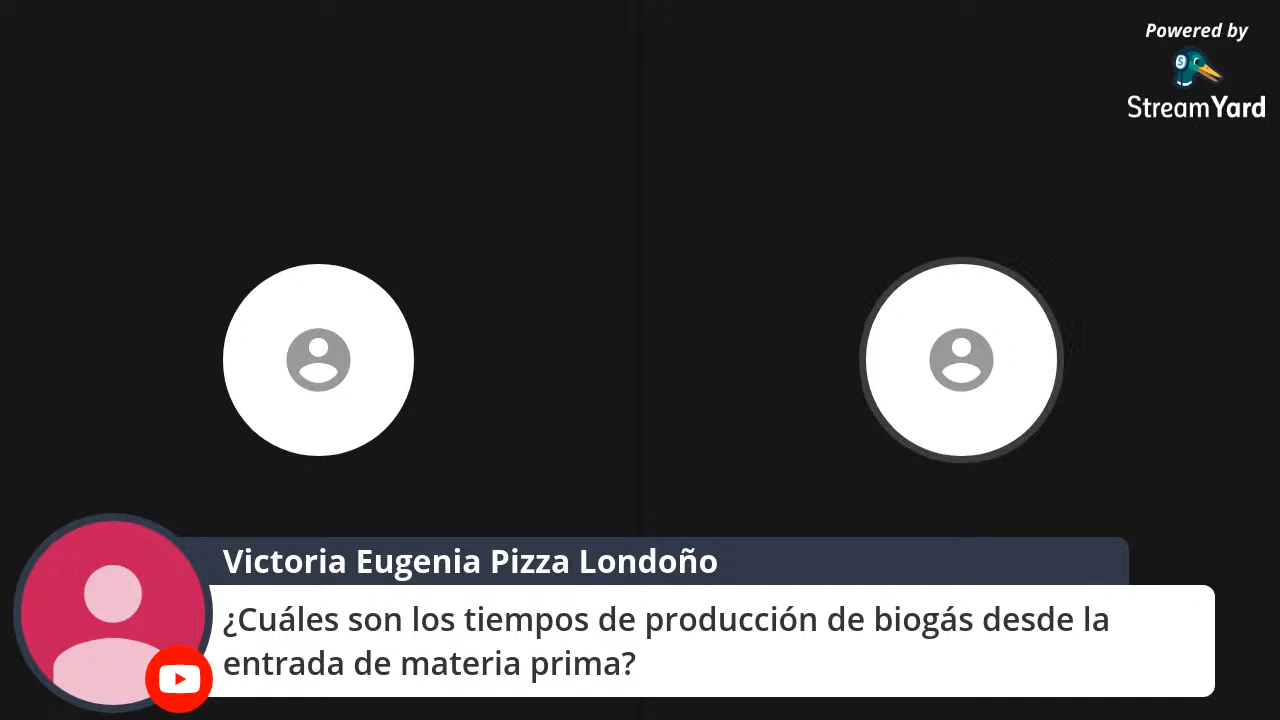 Powered by
StreamYard
Victoria Eugenia Pizza Londoño
¿Cuáles son los tiempos de producción de biogás desde la
entrada de materia prima?